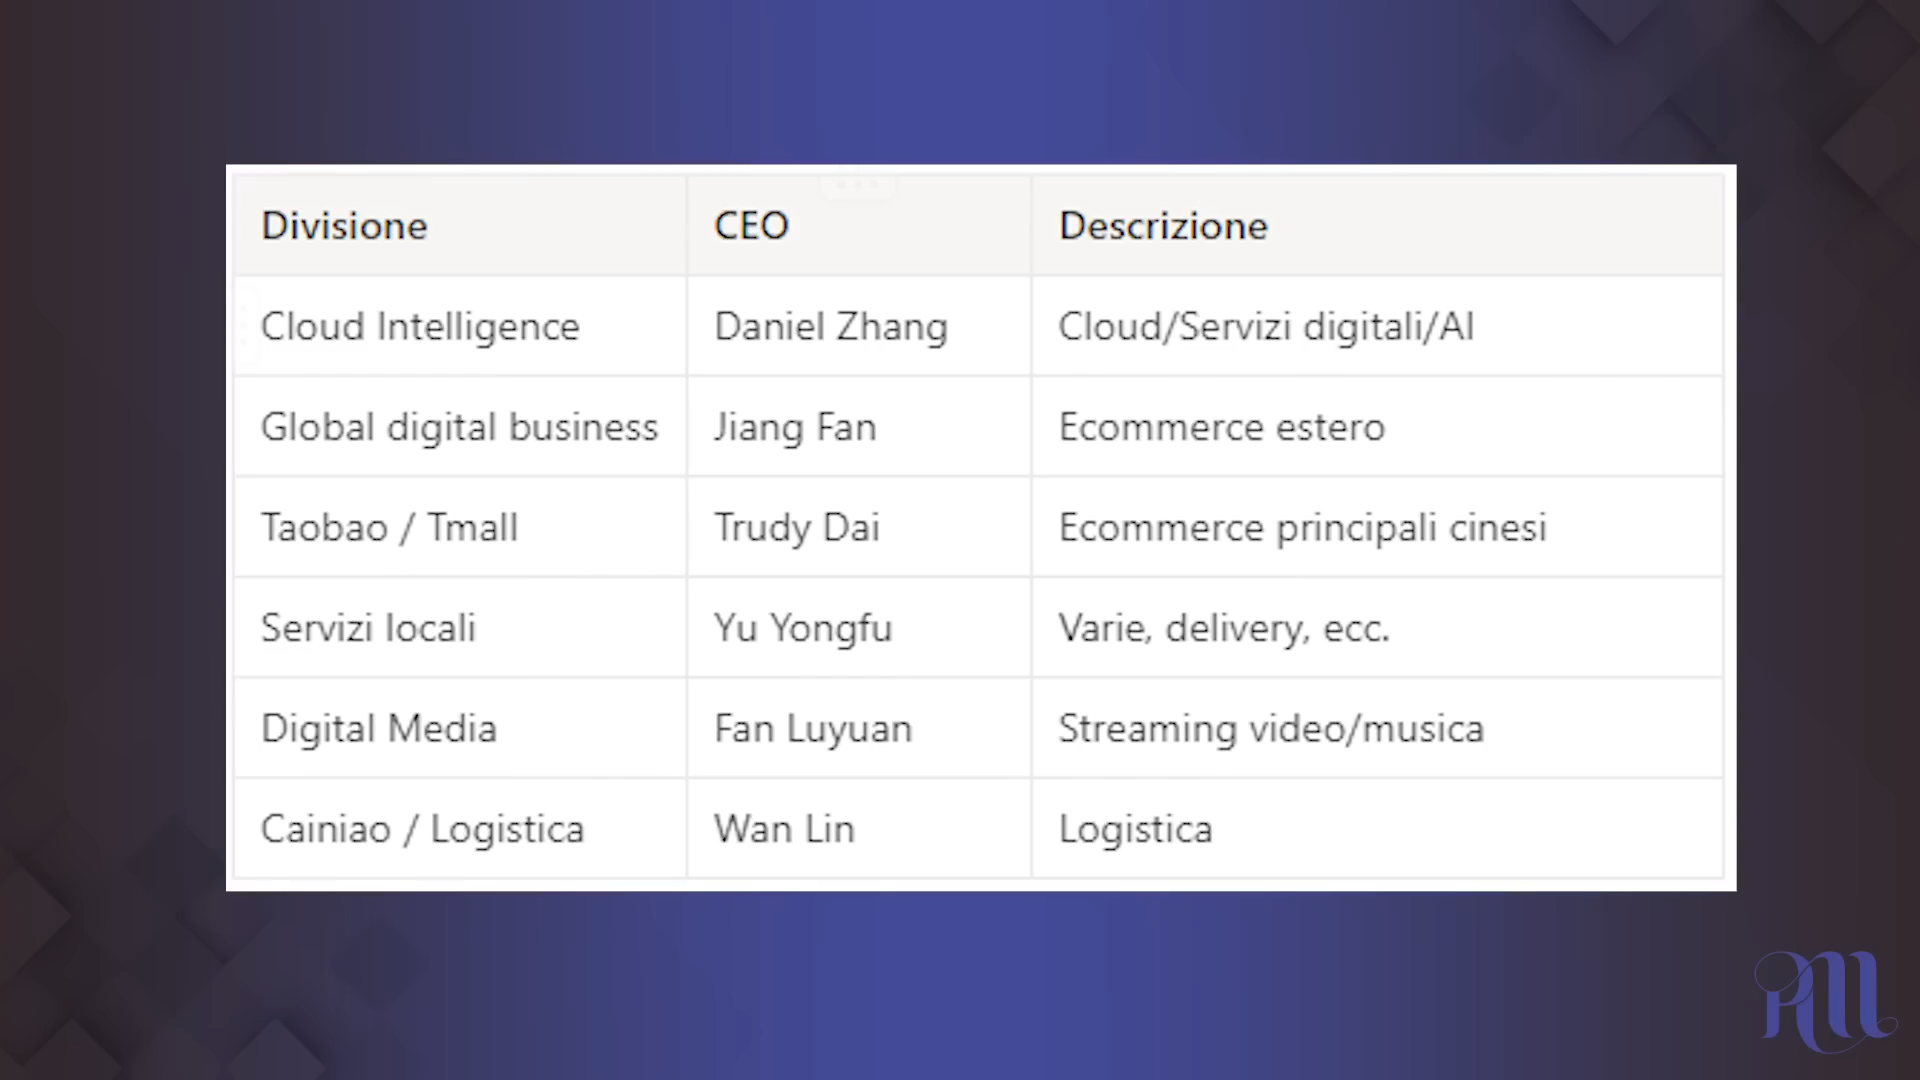 Divisione CEO Descrizione
Cloud Intelligence Daniel Zhang Cloud/Servizi digitali/AI
Global digital business Jiang Fan Ecommerce estero
Taobao / Tmall Trudy Dai Ecommerce principali cinesi
Servizi locali Yu Yongfu Varie, delivery, ecc.
Digital Media Fan Luyuan Streaming video/musica
Cainiao / Logistica Wan Lin Logistica